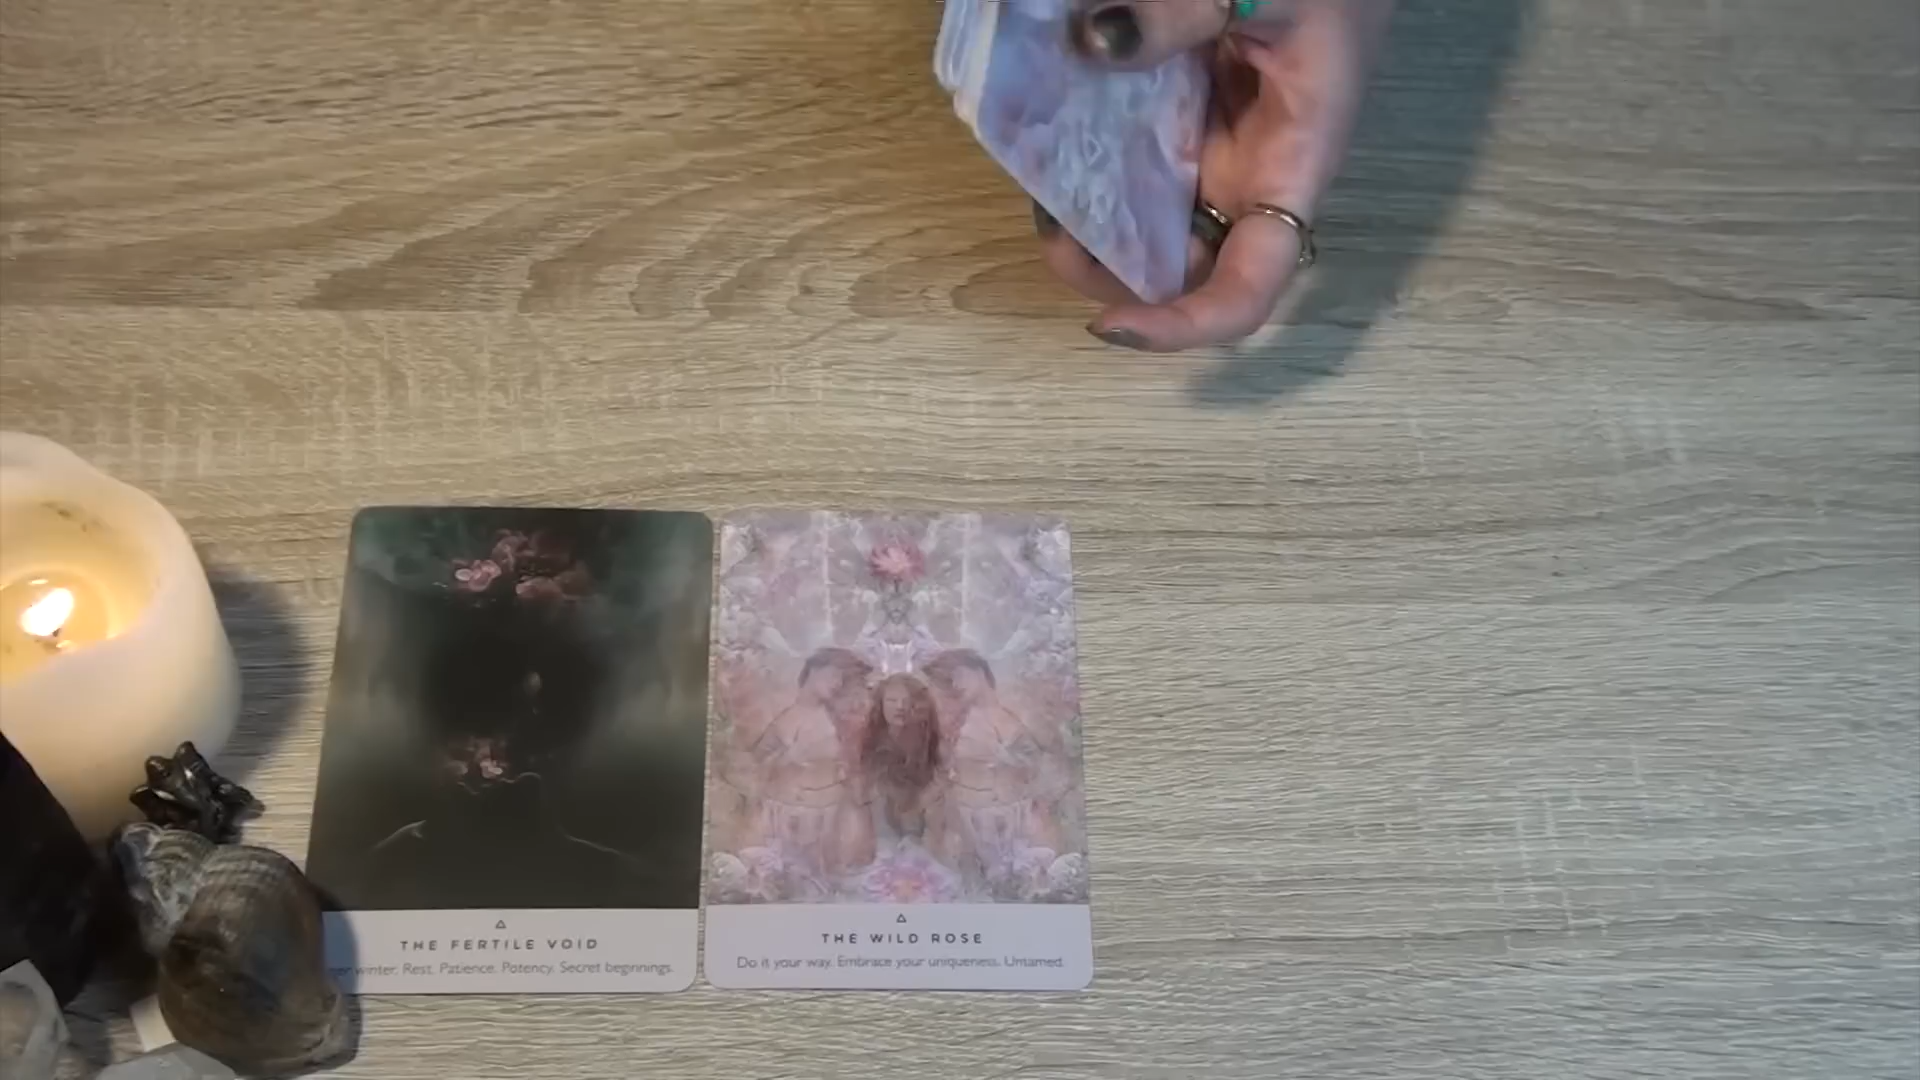 THE FERTILE VOID
winter. Rest. Patience. Potency. Secret beginnings.
THE WILD ROSE
Do it your way. Embrace your uniqueness. Untamed.